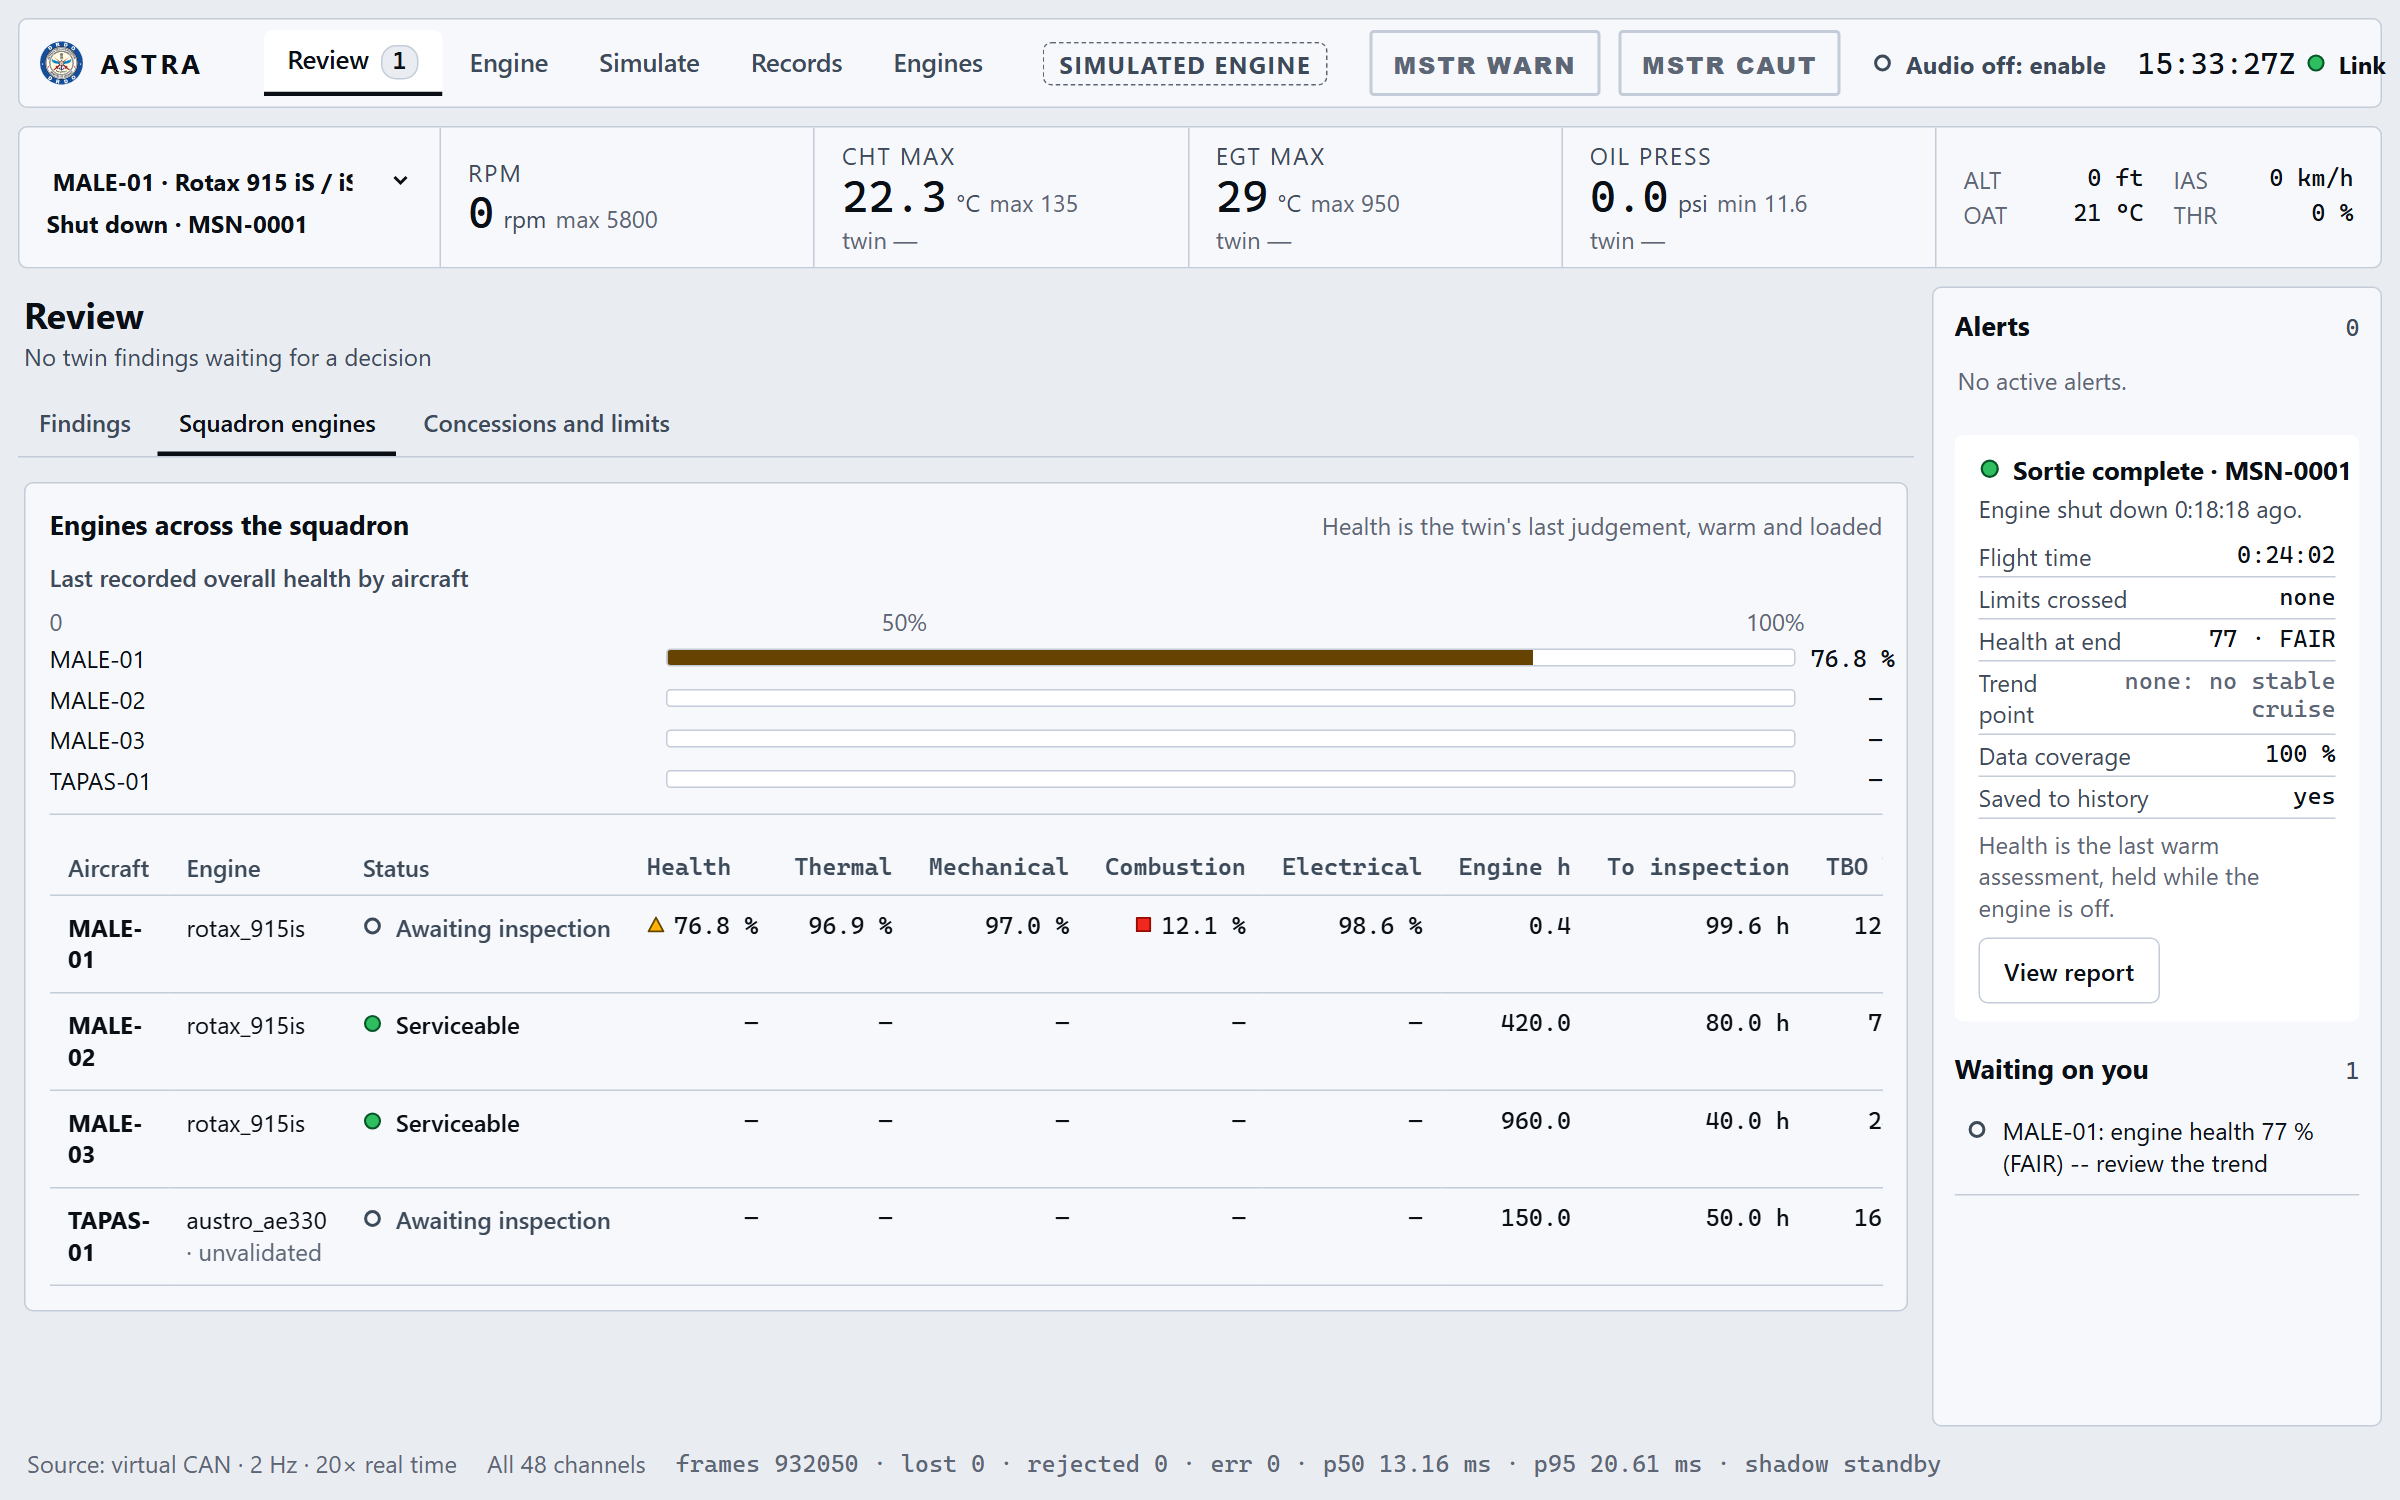 ASTRA Review 1 Engine Simulate Records Engines SIMULATED ENGINE MSTR WARN MSTR CAUT Audio off: enable 15:33:27Z Link
MALE-01 · Rotax 915 iS / iS
Shut down · MSN-0001
RPM
0 rpm max 5800
CHT MAX
22.3 °C max 135
twin —
EGT MAX
29 °C max 950
twin —
OIL PRESS
0.0 psi min 11.6
twin —
ALT 0 ft IAS 0 km/h
OAT 21 °C THR 0 %
Review
No twin findings waiting for a decision
Findings Squadron engines Concessions and limits
Engines across the squadron Health is the twin's last judgement, warm and loaded
Last recorded overall health by aircraft
0 50% 100%
MALE-01 76.8 %
MALE-02 —
MALE-03 —
TAPAS-01 —
Aircraft Engine Status Health Thermal Mechanical Combustion Electrical Engine h To inspection TBO
MALE-01 rotax_915is Awaiting inspection 76.8 % 96.9 % 97.0 % 12.1 % 98.6 % 0.4 99.6 h 12
MALE-02 rotax_915is Serviceable — — — — — 420.0 80.0 h 7
MALE-03 rotax_915is Serviceable — — — — — 960.0 40.0 h 2
TAPAS-01 austro_ae330 · unvalidated Awaiting inspection — — — — — 150.0 50.0 h 16
Alerts 0
No active alerts.
Sortie complete · MSN-0001
Engine shut down 0:18:18 ago.
Flight time 0:24:02
Limits crossed none
Health at end 77 · FAIR
Trend point none: no stable cruise
Data coverage 100 %
Saved to history yes
Health is the last warm
assessment, held while the
engine is off.
View report
Waiting on you 1
MALE-01: engine health 77 %
(FAIR) -- review the trend
Source: virtual CAN · 2 Hz · 20× real time All 48 channels frames 932050 · lost 0 · rejected 0 · err 0 · p50 13.16 ms · p95 20.61 ms · shadow standby